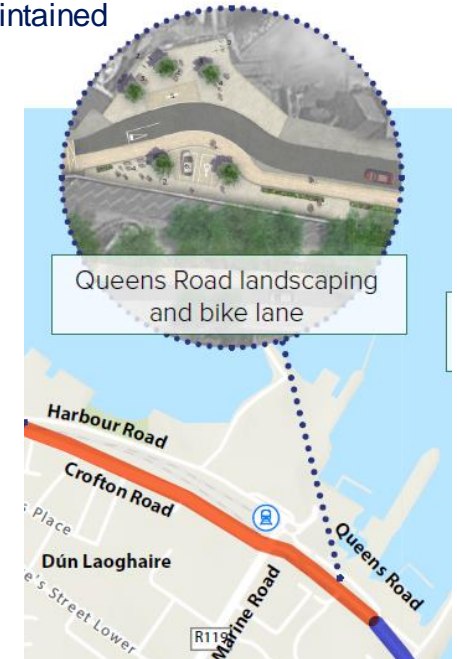 intained
Queens Road landscaping
and bike lane
Harbour Road
Crofton Road
s Place
Queens Road
Dún Laoghaire
Marine Road
e's Street Lower
R119